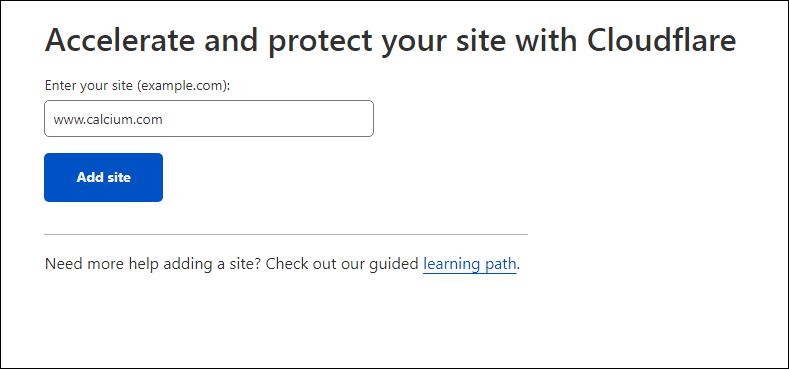 Accelerate and protect your site with Cloudflare
Enter your site (example.com):
www.calcium.com
Add site
Need more help adding a site? Check out our guided learning path.